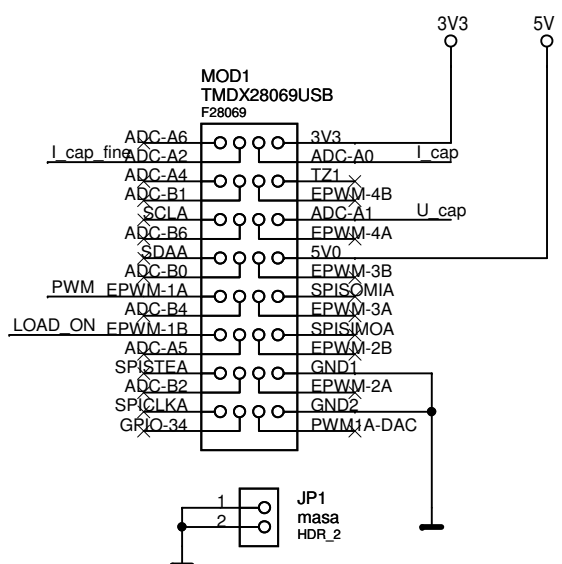 3V3 5V
MOD1
TMDX28069USB
F28069
ADC-A6 3V3
I_cap_fine ADC-A2 ADC-A0 I_cap
ADC-A4 TZ1
ADC-B1 EPWM-4B
SCLA ADC-A1 U_cap
ADC-B6 EPWM-4A
SDAA 5V0
ADC-B0 EPWM-3B
PWM EPWM-1A SPISOMIA
ADC-B4 EPWM-3A
LOAD_ON EPWM-1B SPISIMOA
ADC-A5 EPWM-2B
SPISTEA GND1
ADC-B2 EPWM-2A
SPICLKA GND2
GPIO-34 PWM1A-DAC
1 JP1
2 masa
HDR_2